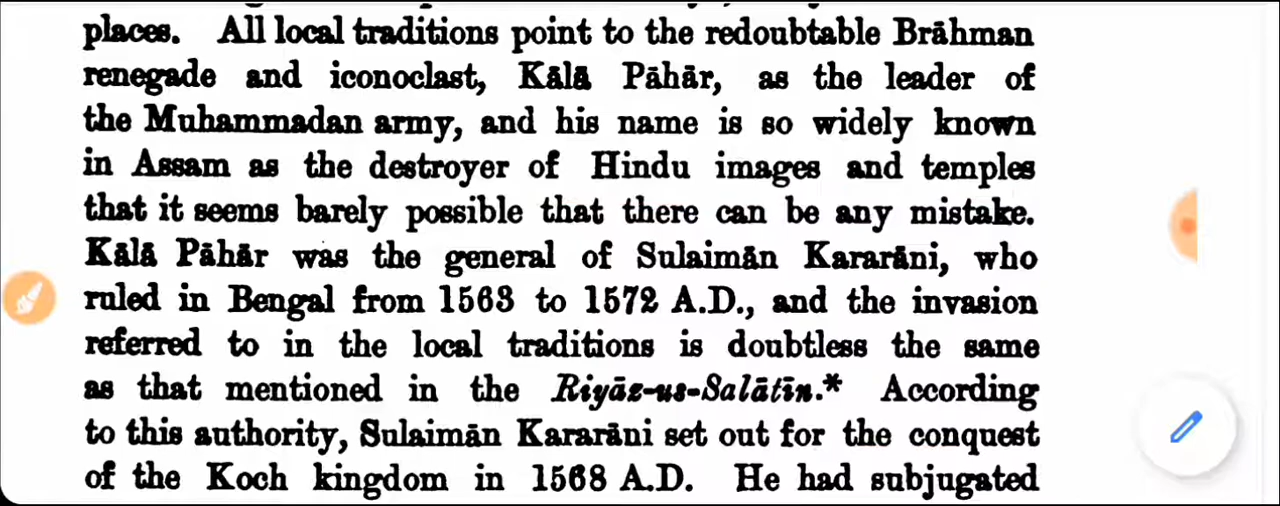 places. All local traditions point to the redoubtable Brāhman
renegade and iconoclast, Kālā Pāhār, as the leader of
the Muhammadan army, and his name is so widely known
in Assam as the destroyer of Hindu images and temples
that it seems barely possible that there can be any mistake.
Kālā Pāhār was the general of Sulaimān Kararāni, who
ruled in Bengal from 1563 to 1572 A.D., and the invasion
referred to in the local traditions is doubtless the same
as that mentioned in the Riyāz-us-Salātīn.* According
to this authority, Sulaimān Kararāni set out for the conquest
of the Koch kingdom in 1568 A.D. He had subjugated